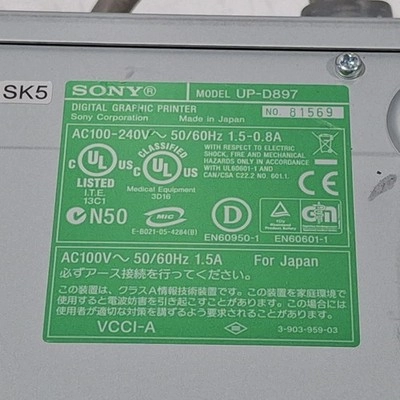 SK5
SONY®
MODEL UP-D897
DIGITAL GRAPHIC PRINTER
Sony Corporation Made in Japan
NO. 81569
AC100-240V～ 50/60Hz 1.5-0.8A
C UL US
LISTED
I.T.E.
13C1
CLASSIFIED
C UL US
Medical Equipment
3D16
WITH RESPECT TO ELECTRIC
SHOCK, FIRE AND MECHANICAL
HAZARDS ONLY IN ACCORDANCE
WITH UL60601-1 AND
CAN/CSA C22.2 NO. 601.1.
N50
MIC
E-B021-05-4284(B)
D
EN60950-1
EN60601-1
AC100V～ 50/60Hz 1.5A For Japan
必ずアース接続を行ってください。
この装置は、クラスA情報技術装置です。この装置を家庭環境で
使用すると電波妨害を引き起こすことがあります。この場合には使用者が
適切な対策を講ずるよう要求されることがあります。
VCCI-A
3-903-959-03